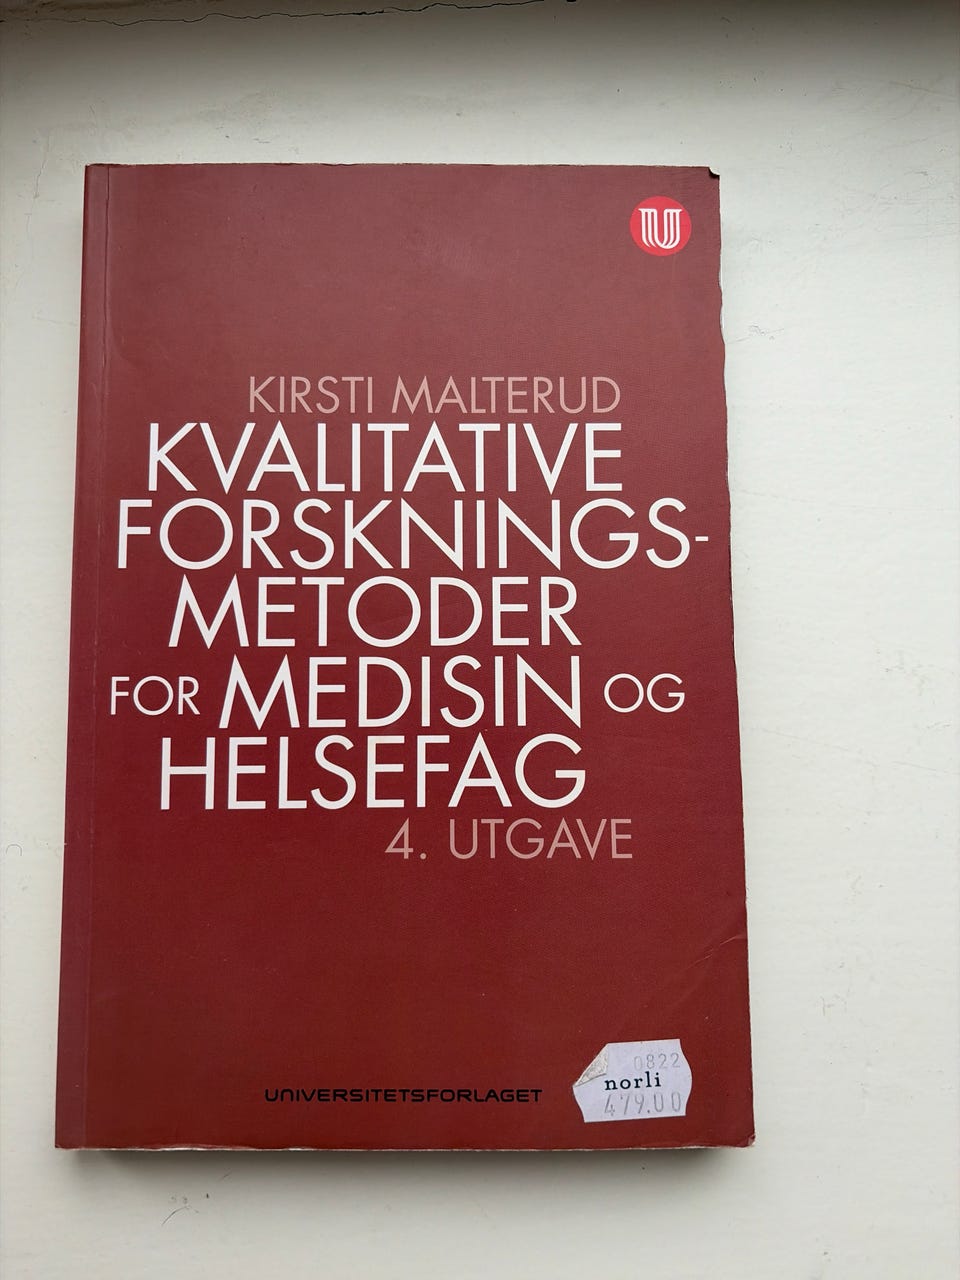 U
KIRSTI MALTERUD
KVALITATIVE
FORSKNINGS-
METODER
FOR MEDISIN OG
HELSEFAG
4. UTGAVE
UNIVERSITETSFORLAGET
0822
norli
479.00